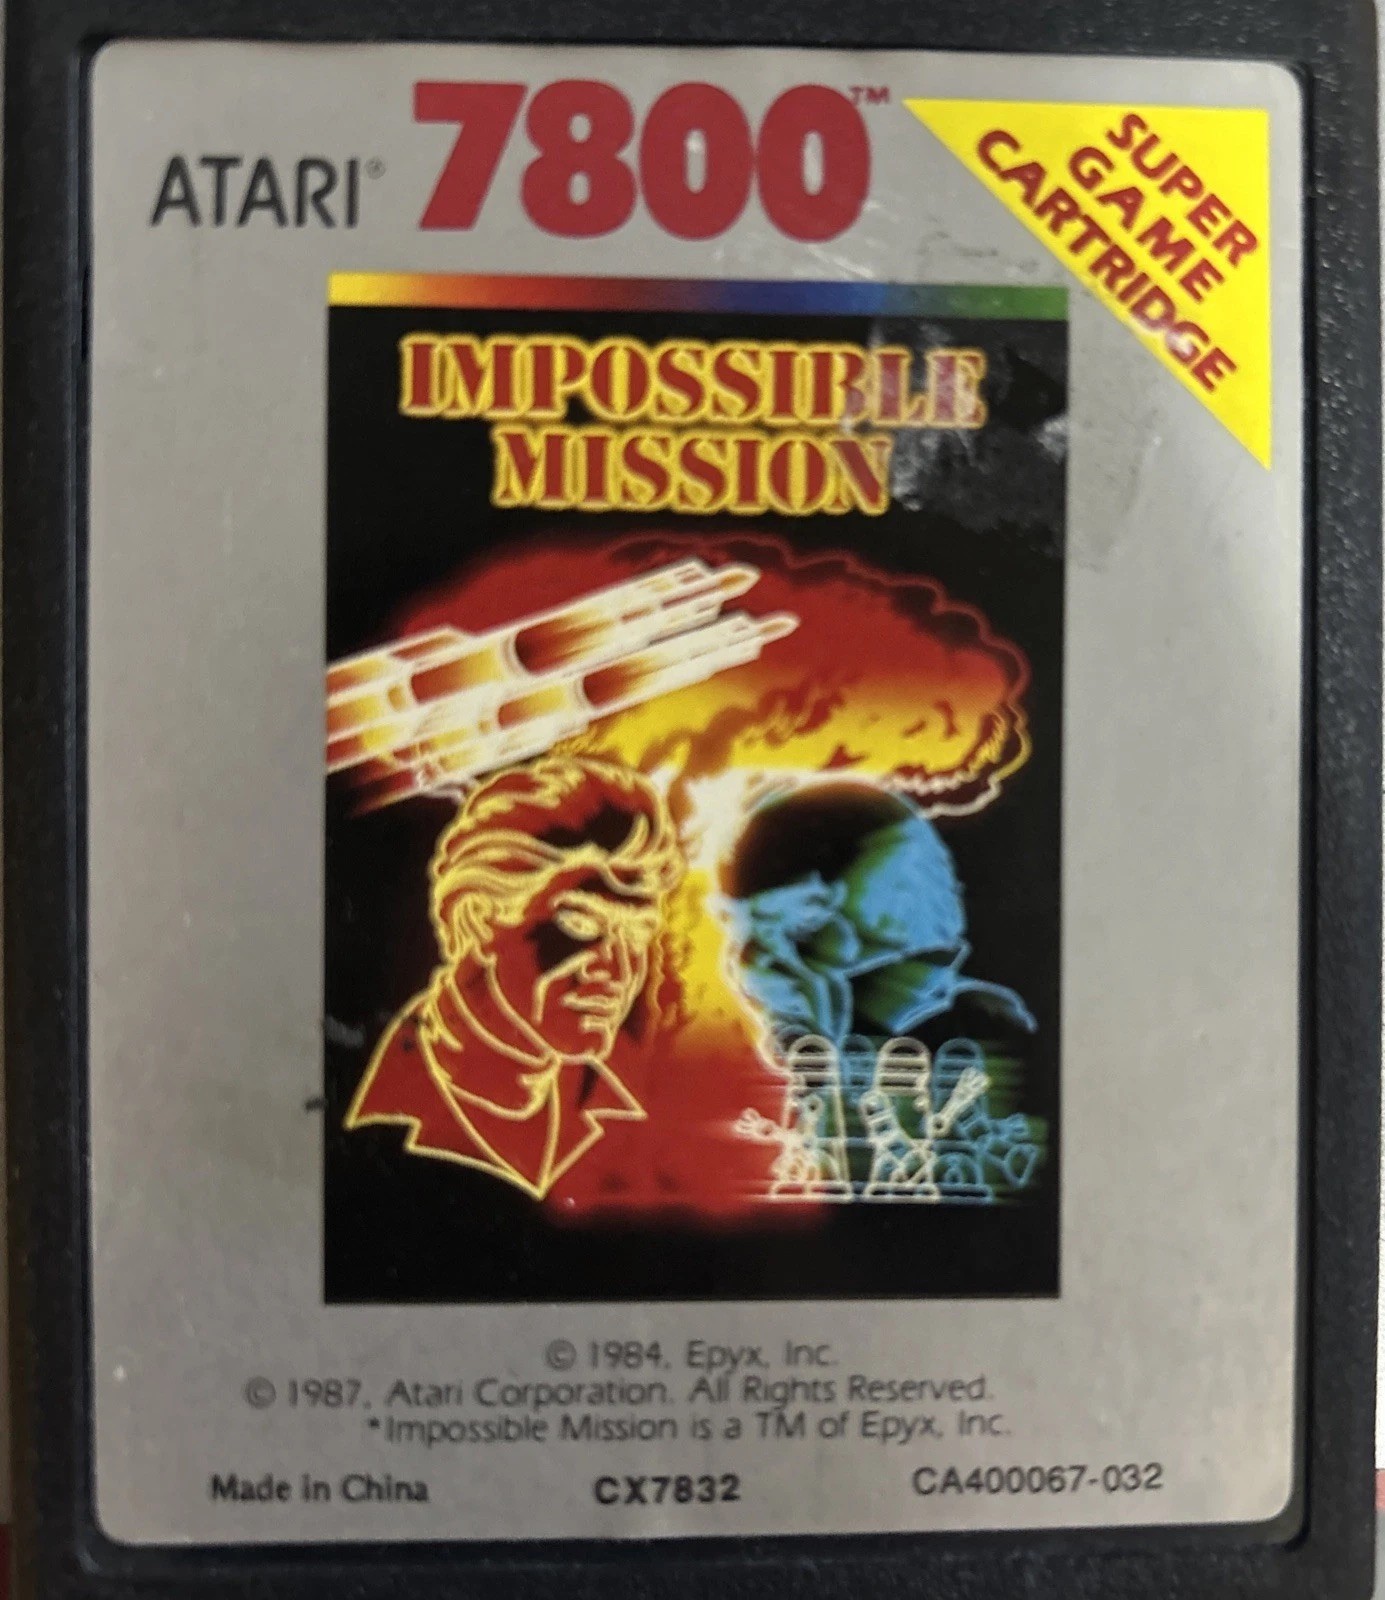 ATARI® 7800™
SUPER
GAME
CARTRIDGE
IMPOSSIBLE
MISSION
© 1984, Epyx, Inc.
© 1987, Atari Corporation. All Rights Reserved.
*Impossible Mission is a TM of Epyx, Inc.
Made in China CX7832 CA400067-032